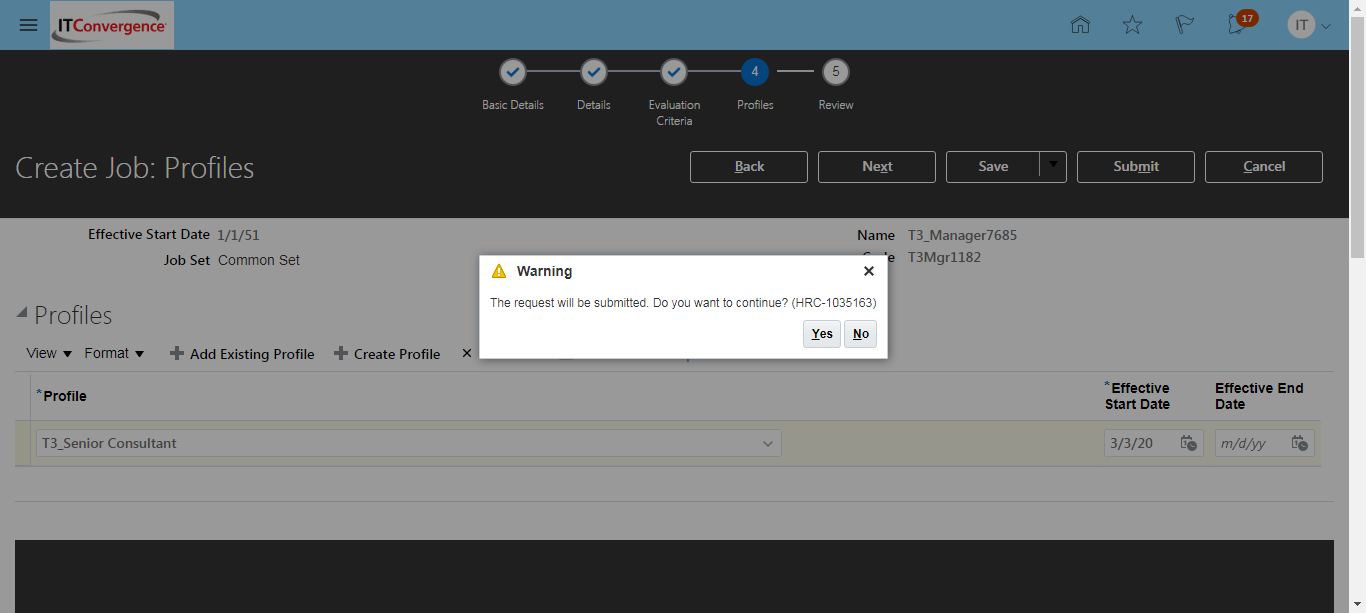 ITConvergence
17
IT
4
5
Basic Details
Details
Evaluation
Criteria
Profiles
Review
Create Job: Profiles
Back
Next
Save
Submit
Cancel
Effective Start Date 1/1/51
Name T3_Manager7685
Job Set Common Set
T3Mgr1182
Warning
The request will be submitted. Do you want to continue? (HRC-1035163)
Yes
No
Profiles
View
Format
Add Existing Profile
Create Profile
*Profile
*Effective
Start Date
Effective End
Date
T3_Senior Consultant
3/3/20
m/d/yy